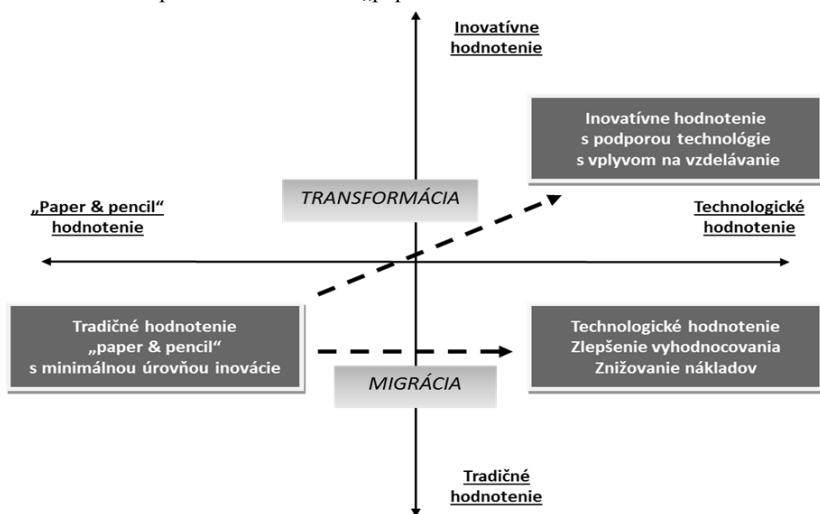 Inovatívne
hodnotenie
Inovatívne hodnotenie
s podporou technológie
s vplyvom na vzdelávanie
TRANSFORMÁCIA
„Paper & pencil“
hodnotenie
Technologické
hodnotenie
Tradičné hodnotenie
„paper & pencil“
s minimálnou úrovňou inovácie
Technologické hodnotenie
Zlepšenie vyhodnocovania
Znižovanie nákladov
MIGRÁCIA
Tradičné
hodnotenie